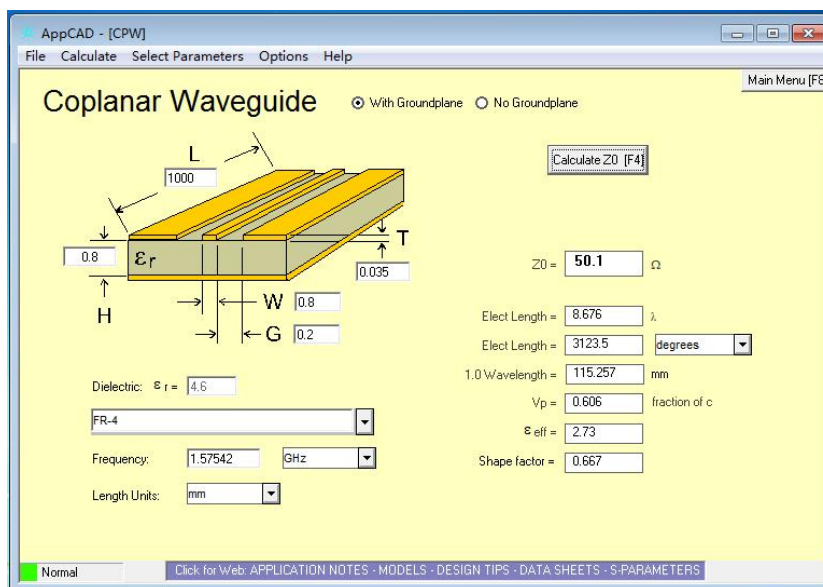 AppCAD - [CPW]
File Calculate Select Parameters Options Help
Main Menu [F8
Coplanar Waveguide With Groundplane No Groundplane
Calculate Z0 [F4]
L
1000
T
0.8 εr 0.035
Z0 = 50.1 Ω
W 0.8
H
G 0.2
Elect Length = 8.676 λ
Elect Length = 3123.5 degrees
1.0 Wavelength = 115.257 mm
Dielectric: ε r = 4.6
Vp = 0.606 fraction of c
FR-4
ε eff = 2.73
Frequency: 1.57542 GHz
Shape factor = 0.667
Length Units: mm
Normal Click for Web: APPLICATION NOTES - MODELS - DESIGN TIPS - DATA SHEETS - S-PARAMETERS